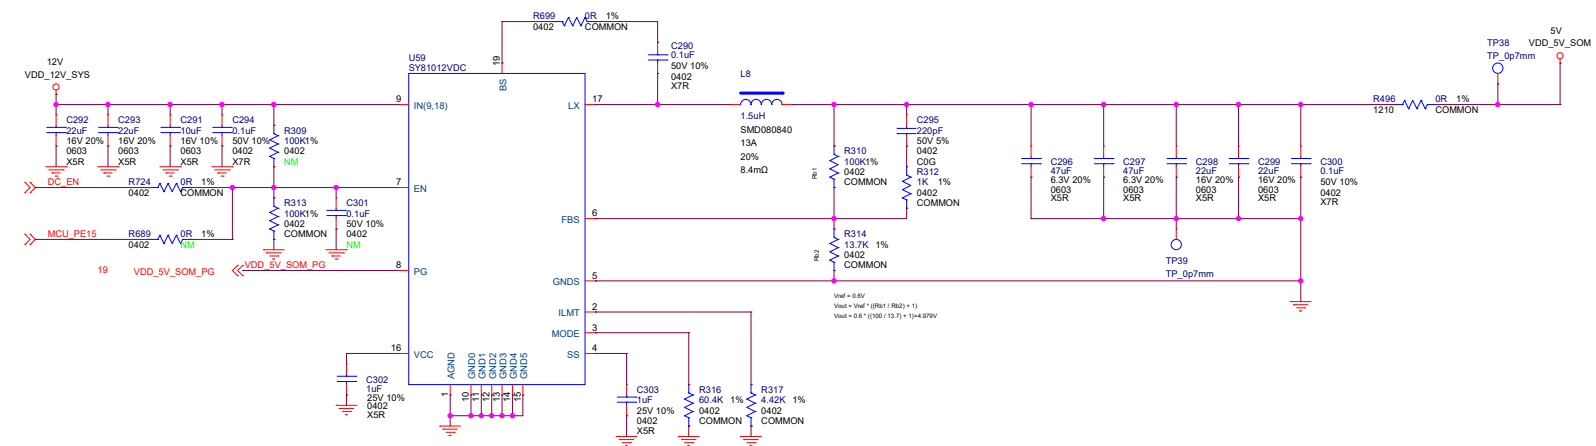 R699 0R 1%
0402 COMMON
C290
0.1uF
50V 10%
0402
X7R
12V
VDD_12V_SYS
U59
SY81012VDC
19
BS
9 IN(9,18)
LX 17
C292
22uF
16V 20%
0603
X5R
C293
22uF
16V 20%
0603
X5R
C291
10uF
16V 10%
0603
X5R
C294
0.1uF
50V 10%
0402
X7R
R309
100K1%
0402
NM
DC_EN
R724 0R 1%
0402 COMMON
7 EN
R313
100K1%
0402
COMMON
C301
0.1uF
50V 10%
0402
NM
MCU_PE15
R689 0R 1%
0402 NM
19 VDD_5V_SOM_PG
VDD_5V_SOM_PG
8 PG
16 VCC
C302
1uF
25V 10%
0402
X5R
AGND
GND0
GND1
GND2
GND3
GND4
GND5
1
10
11
12
13
14
15
FBS 6
GNDS 5
ILMT 2
MODE 3
SS 4
L8
1.5uH
SMD080840
13A
20%
8.4mΩ
Rb1
R310
100K1%
0402
COMMON
C295
220pF
50V 5%
0402
C0G
R312
1K 1%
0402
COMMON
Rb2
R314
13.7K 1%
0402
COMMON
Vref = 0.6V
Vout = Vref * ((Rb1 / Rb2) + 1)
Vout = 0.6 * ((100 / 13.7) + 1)=4.979V
C303
1uF
25V 10%
0402
X5R
R316
60.4K 1%
0402
COMMON
R317
4.42K 1%
0402
COMMON
C296
47uF
6.3V 20%
0603
X5R
C297
47uF
6.3V 20%
0603
X5R
C298
22uF
16V 20%
0603
X5R
C299
22uF
16V 20%
0603
X5R
C300
0.1uF
50V 10%
0402
X7R
TP39
TP_0p7mm
R496 0R 1%
1210 COMMON
TP38
TP_0p7mm
5V
VDD_5V_SOM